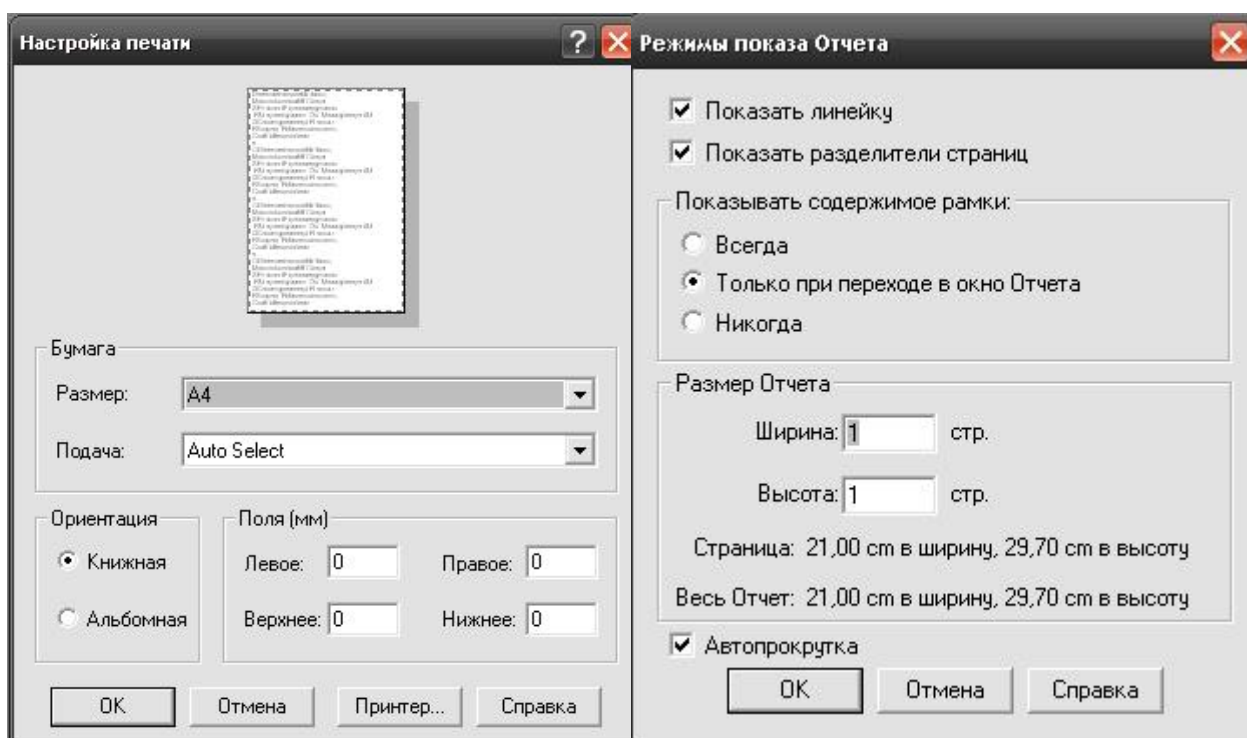 Настройка печати
Бумага
Размер: A4
Подача: Auto Select
Ориентация
Книжная
Альбомная
Поля (мм)
Левое: 0 Правое: 0
Верхнее: 0 Нижнее: 0
OK Отмена Принтер... Справка
Режимы показа Отчета
Показать линейку
Показать разделители страниц
Показывать содержимое рамки:
Всегда
Только при переходе в окно Отчета
Никогда
Размер Отчета
Ширина: 1 стр.
Высота: 1 стр.
Страница: 21,00 cm в ширину, 29,70 cm в высоту
Весь Отчет: 21,00 cm в ширину, 29,70 cm в высоту
Автопрокрутка
OK Отмена Справка